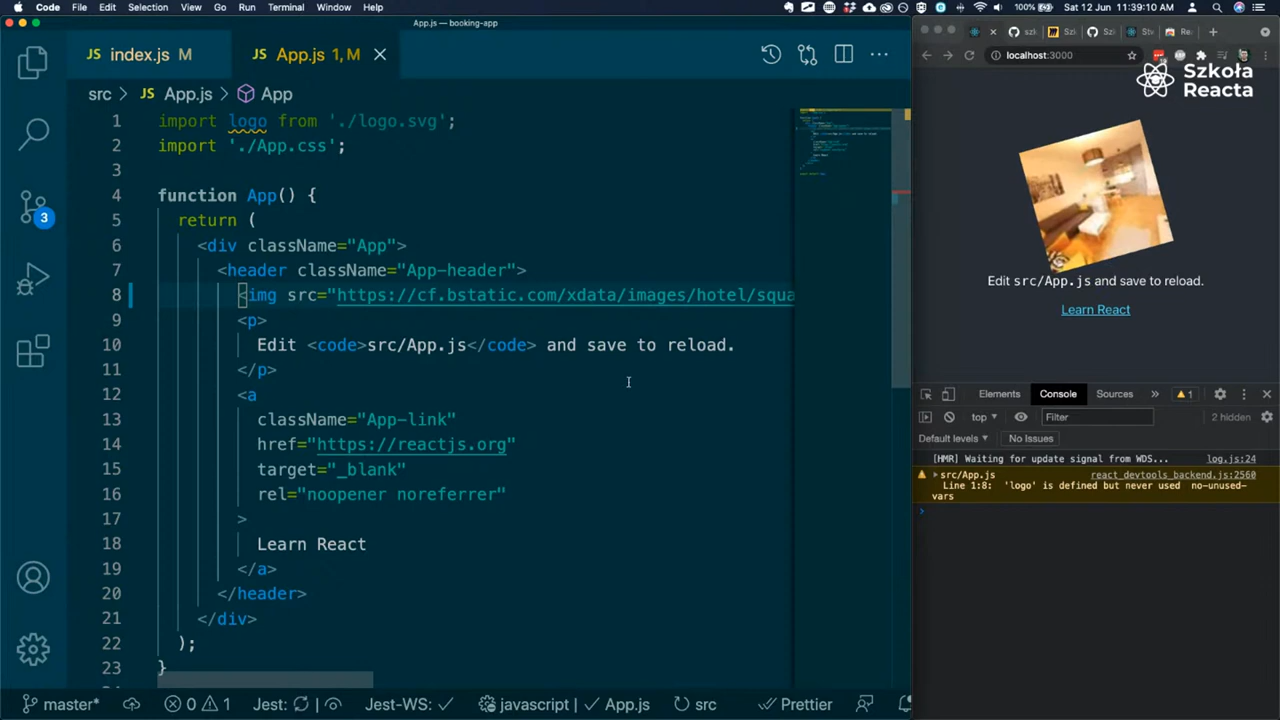 Code File Edit Selection View Go Run Terminal Window Help
100% Sat 12 Jun 11:39:10 AM
App.js — booking-app
JS index.js M
JS App.js 1, M
src > JS App.js > App
1 import logo from './logo.svg';
2 import './App.css';
3
4 function App() {
5 return (
6 <div className="App">
7 <header className="App-header">
8 <img src="https://cf.bstatic.com/xdata/images/hotel/squa
9 <p>
10 Edit <code>src/App.js</code> and save to reload.
11 </p>
12 <a
13 className="App-link"
14 href="https://reactjs.org"
15 target="_blank"
16 rel="noopener noreferrer"
17 >
18 Learn React
19 </a>
20 </header>
21 </div>
22 );
23 }
3
master* 0 1 Jest: Jest-WS: javascript App.js src Prettier
localhost:3000
Szkoła
Reacta
Edit src/App.js and save to reload.
Learn React
Elements Console Sources » 1
top Filter 2 hidden
Default levels No Issues
[HMR] Waiting for update signal from WDS... log.js:24
src/App.js react_devtools_backend.js:2560
Line 1:8: 'logo' is defined but never used no-unused-
vars